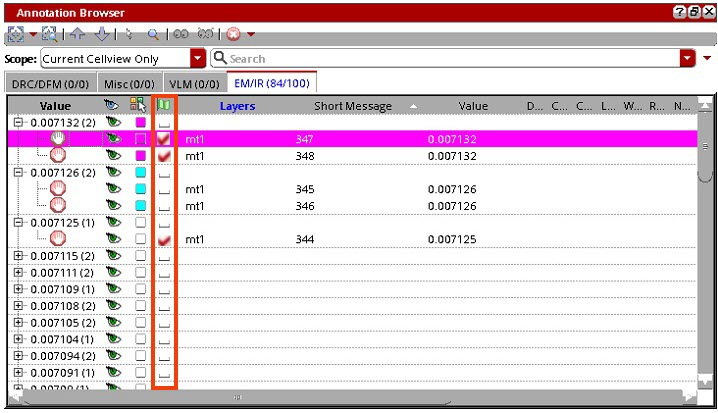 Annotation Browser
Scope: Current Cellview Only Search
DRC/DFM (0/0) Misc(0/0) VLM (0/0) EM/IR (84/100)
Value Layers Short Message Value D... C... C... L... W... R... N...
0.007132 (2)
mt1 347 0.007132
mt1 348 0.007132
0.007126 (2)
mt1 345 0.007126
mt1 346 0.007126
0.007125 (1)
mt1 344 0.007125
0.007115 (2)
0.007111 (2)
0.007109 (1)
0.007108 (2)
0.007105 (2)
0.007104 (1)
0.007094 (2)
0.007091 (1)